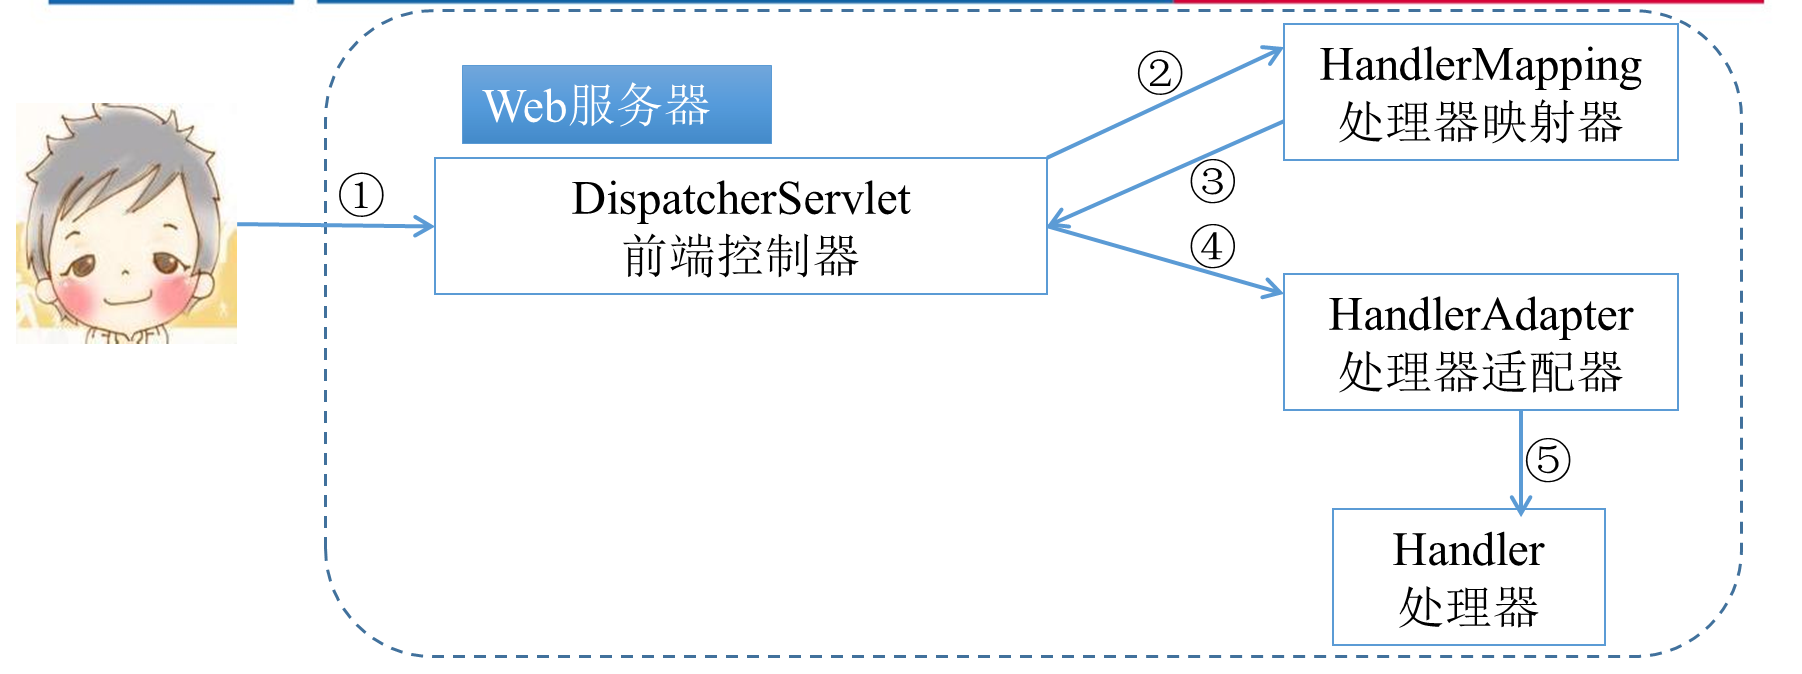 Web服务器
①
DispatcherServlet
前端控制器
②
③
④
HandlerMapping
处理器映射器
HandlerAdapter
处理器适配器
⑤
Handler
处理器